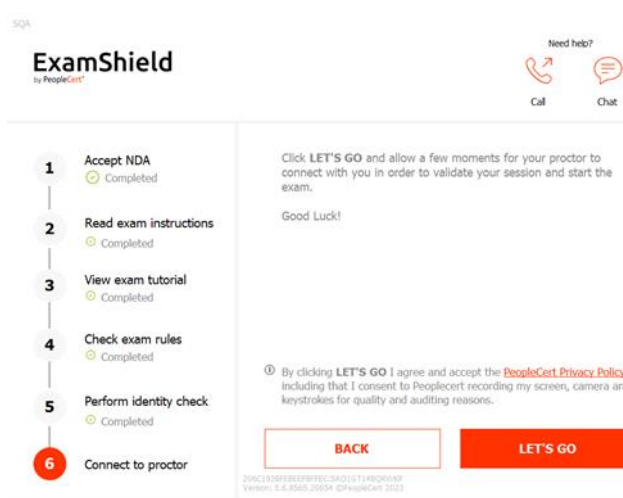 SQA
ExamShield
by PeopleCert
Need help?
Call
Chat
1
Accept NDA
Completed
2
Read exam instructions
Completed
3
View exam tutorial
Completed
4
Check exam rules
Completed
5
Perform identity check
Completed
6
Connect to proctor
Click LET'S GO and allow a few moments for your proctor to
connect with you in order to validate your session and start the
exam.
Good Luck!
By clicking LET'S GO I agree and accept the PeopleCert Privacy Policy
including that I consent to Peoplecert recording my screen, camera
keystrokes for quality and auditing reasons.
BACK
LET'S GO
©PeopleCert 2023